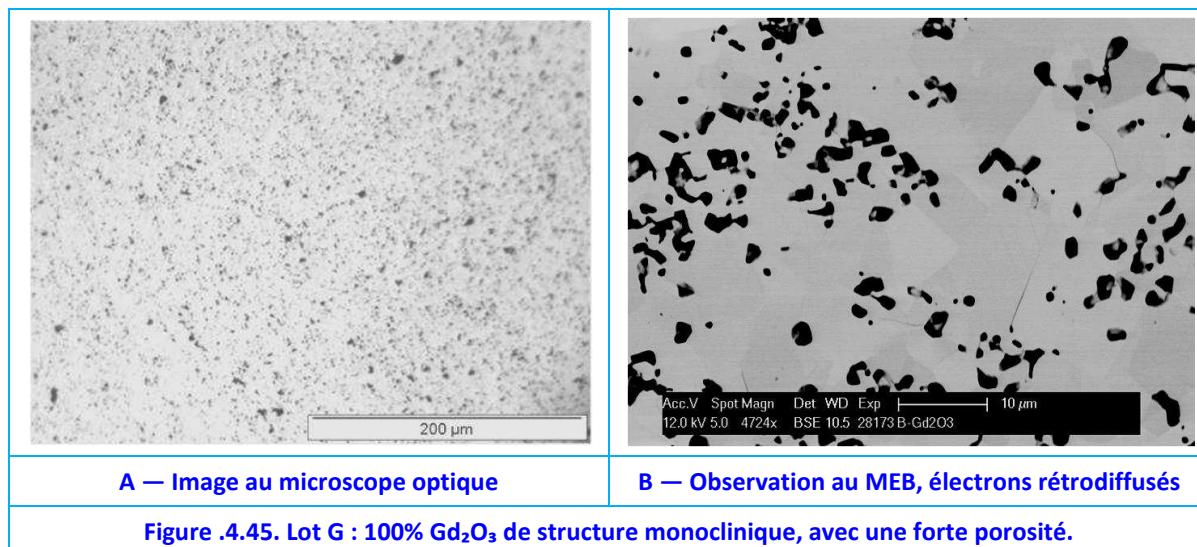 200 µm
Acc.V Spot Magn Det WD Exp 10 µm
12.0 kV 5.0 4724x BSE 10.5 28173 B-Gd2O3
A — Image au microscope optique
B — Observation au MEB, électrons rétrodiffusés
Figure .4.45. Lot G : 100% Gd₂O₃ de structure monoclinique, avec une forte porosité.